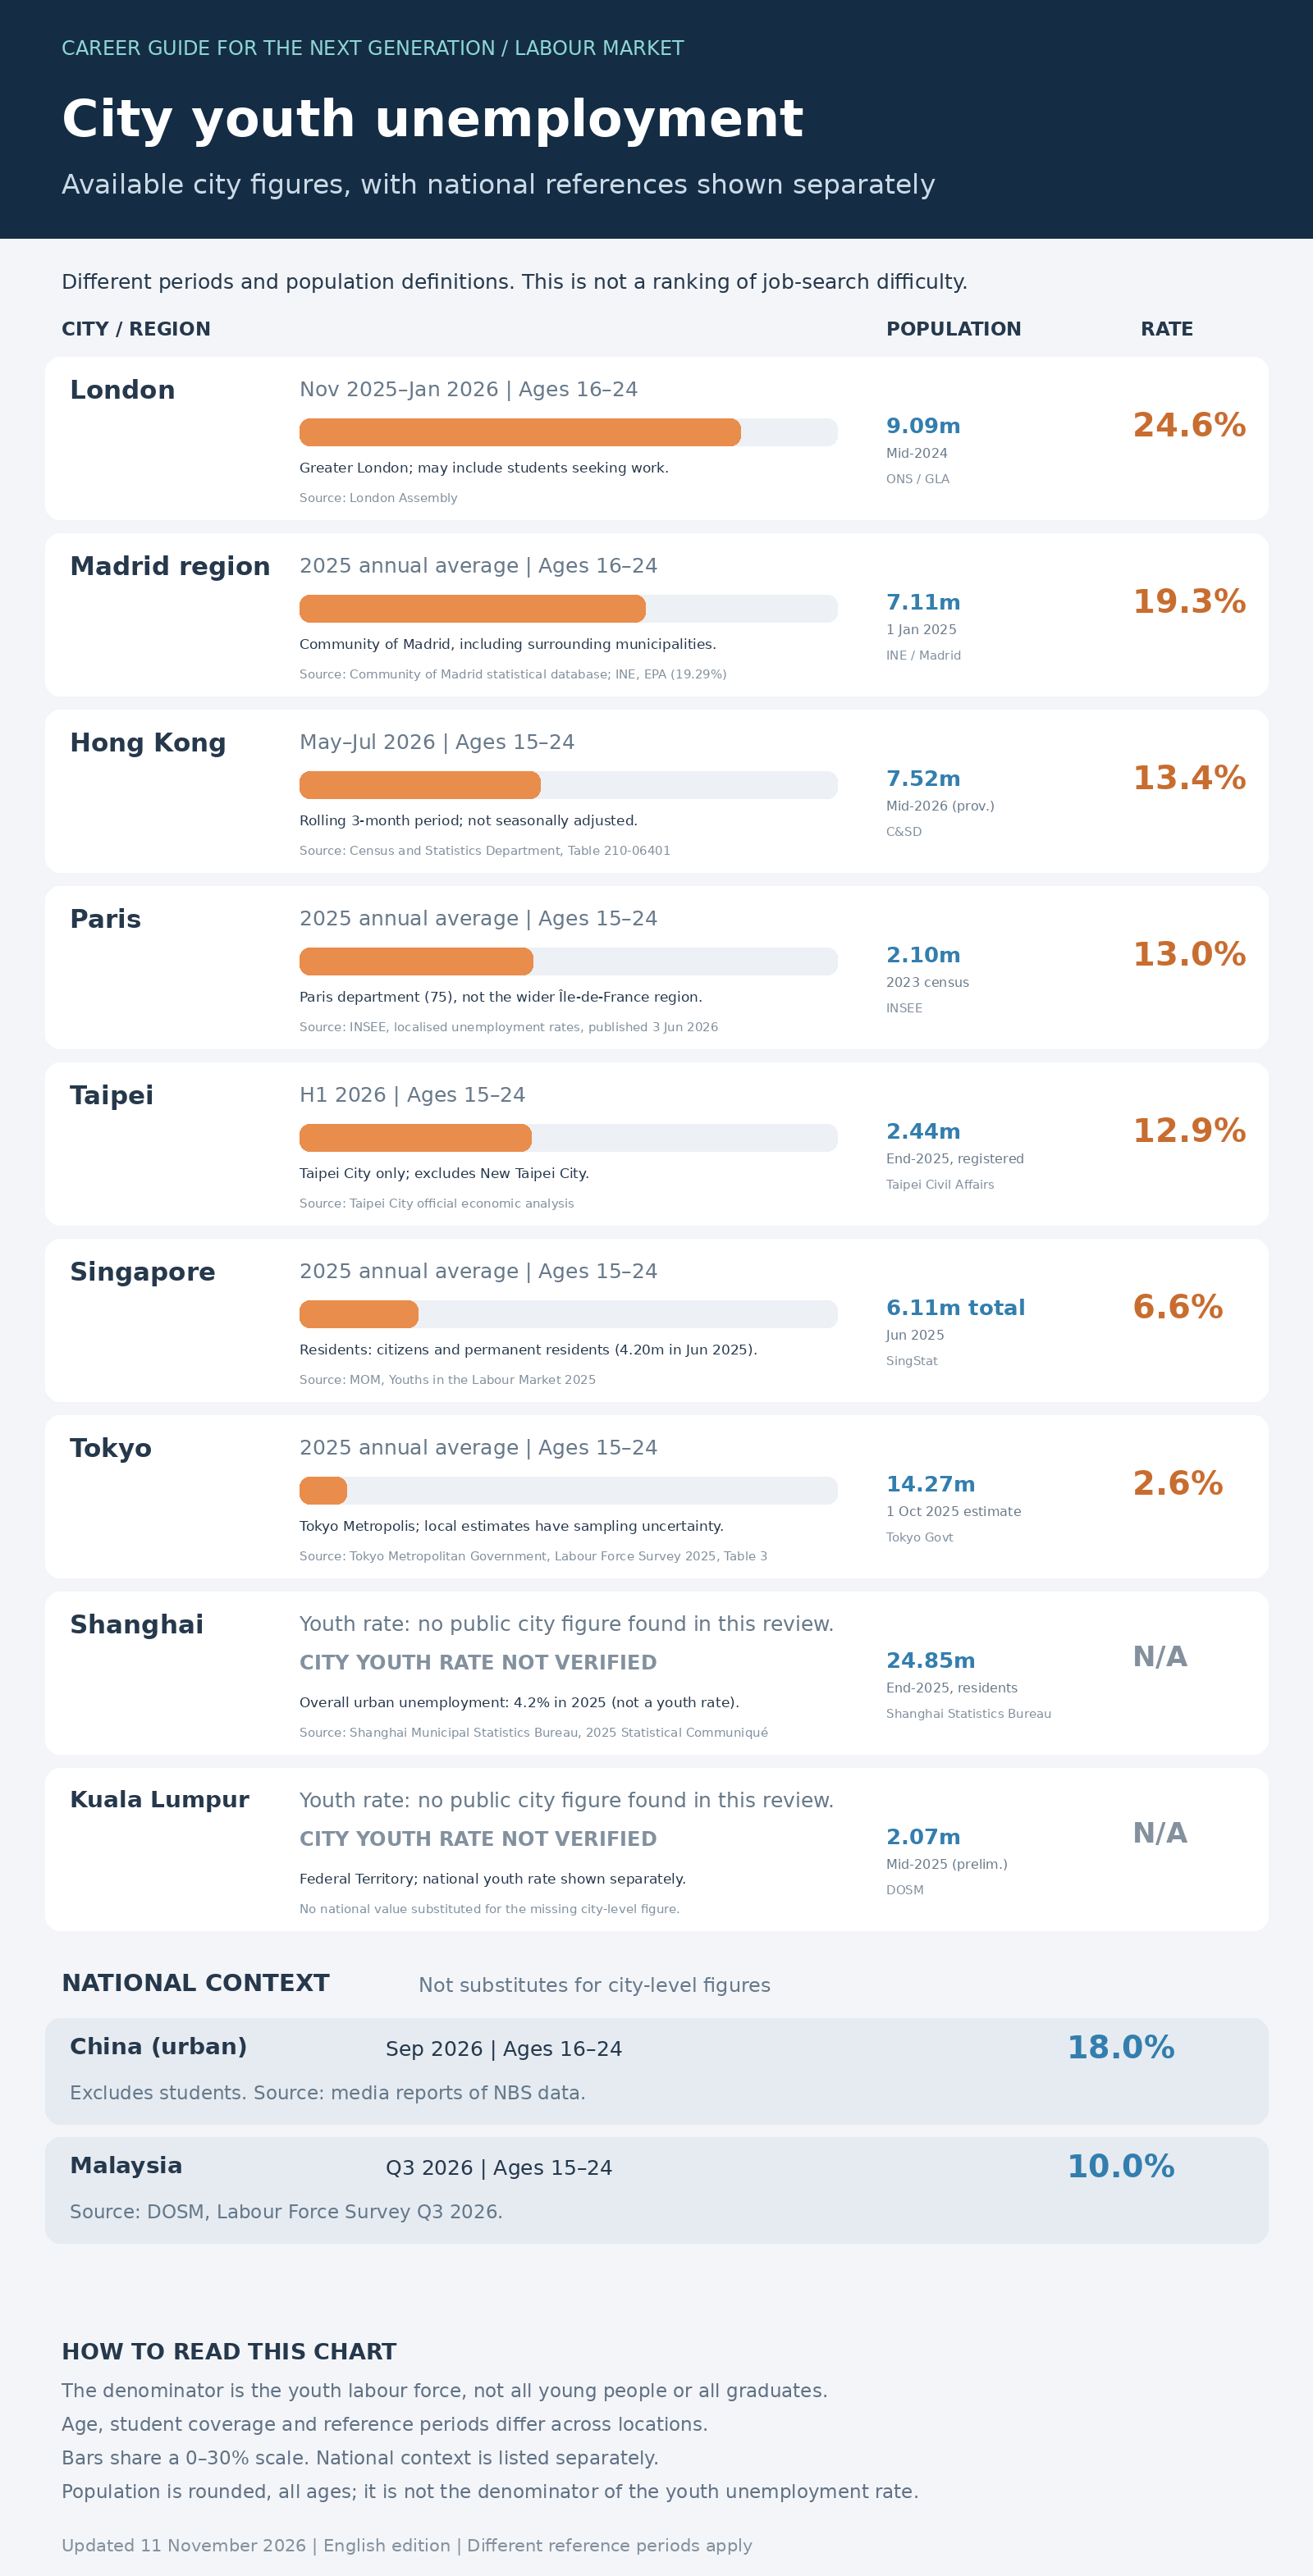 CAREER GUIDE FOR THE NEXT GENERATION / LABOUR MARKET
City youth unemployment
Available city figures, with national references shown separately
Different periods and population definitions. This is not a ranking of job-search difficulty.
CITY / REGION
POPULATION
RATE
London
Nov 2025–Jan 2026 | Ages 16–24
Greater London; may include students seeking work.
Source: London Assembly
9.09m
Mid-2024
ONS / GLA
24.6%
Madrid region
2025 annual average | Ages 16–24
Community of Madrid, including surrounding municipalities.
Source: Community of Madrid statistical database; INE, EPA (19.29%)
7.11m
1 Jan 2025
INE / Madrid
19.3%
Hong Kong
May–Jul 2026 | Ages 15–24
Rolling 3-month period; not seasonally adjusted.
Source: Census and Statistics Department, Table 210-06401
7.52m
Mid-2026 (prov.)
C&SD
13.4%
Paris
2025 annual average | Ages 15–24
Paris department (75), not the wider Île-de-France region.
Source: INSEE, localised unemployment rates, published 3 Jun 2026
2.10m
2023 census
INSEE
13.0%
Taipei
H1 2026 | Ages 15–24
Taipei City only; excludes New Taipei City.
Source: Taipei City official economic analysis
2.44m
End-2025, registered
Taipei Civil Affairs
12.9%
Singapore
2025 annual average | Ages 15–24
Residents: citizens and permanent residents (4.20m in Jun 2025).
Source: MOM, Youths in the Labour Market 2025
6.11m total
Jun 2025
SingStat
6.6%
Tokyo
2025 annual average | Ages 15–24
Tokyo Metropolis; local estimates have sampling uncertainty.
Source: Tokyo Metropolitan Government, Labour Force Survey 2025, Table 3
14.27m
1 Oct 2025 estimate
Tokyo Govt
2.6%
Shanghai
Youth rate: no public city figure found in this review.
CITY YOUTH RATE NOT VERIFIED
Overall urban unemployment: 4.2% in 2025 (not a youth rate).
Source: Shanghai Municipal Statistics Bureau, 2025 Statistical Communiqué
24.85m
End-2025, residents
Shanghai Statistics Bureau
N/A
Kuala Lumpur
Youth rate: no public city figure found in this review.
CITY YOUTH RATE NOT VERIFIED
Federal Territory; national youth rate shown separately.
No national value substituted for the missing city-level figure.
2.07m
Mid-2025 (prelim.)
DOSM
N/A
NATIONAL CONTEXT
Not substitutes for city-level figures
China (urban)
Sep 2026 | Ages 16–24
18.0%
Excludes students. Source: media reports of NBS data.
Malaysia
Q3 2026 | Ages 15–24
10.0%
Source: DOSM, Labour Force Survey Q3 2026.
HOW TO READ THIS CHART
The denominator is the youth labour force, not all young people or all graduates.
Age, student coverage and reference periods differ across locations.
Bars share a 0–30% scale. National context is listed separately.
Population is rounded, all ages; it is not the denominator of the youth unemployment rate.
Updated 11 November 2026 | English edition | Different reference periods apply